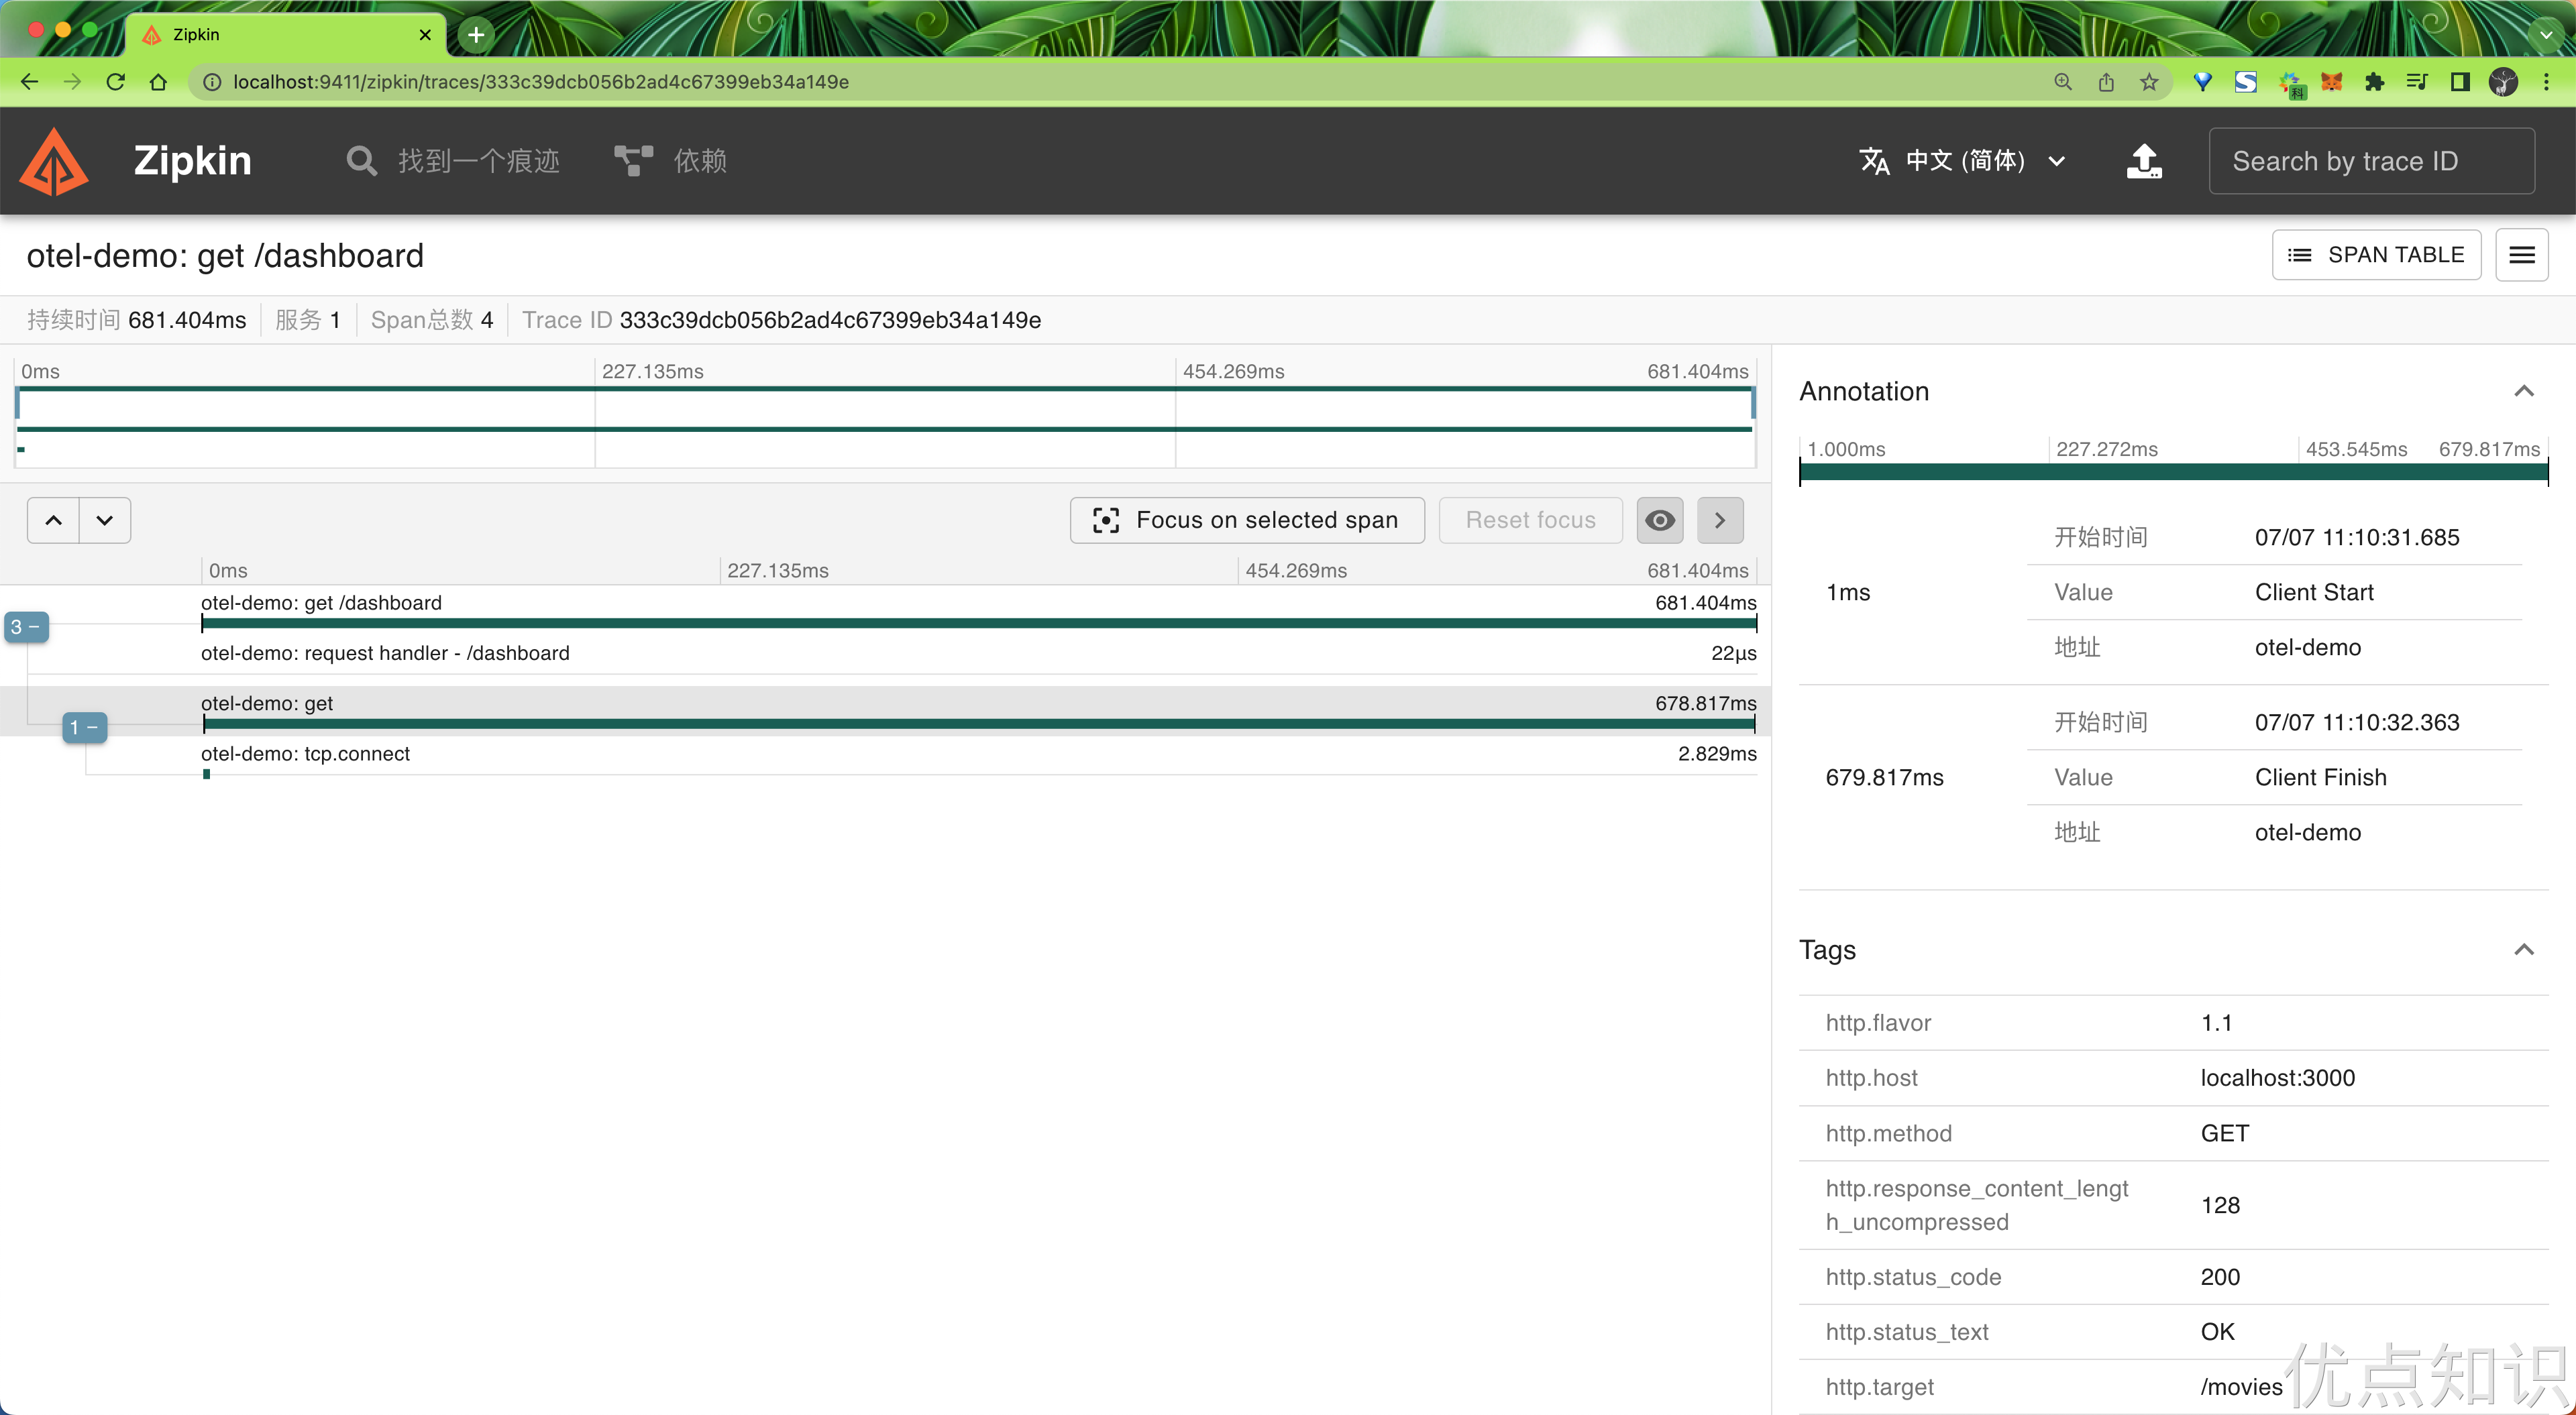 Zipkin
localhost:9411/zipkin/traces/333c39dcb056b2ad4c67399eb34a149e
科
Zipkin 找到一个痕迹 依赖 中文 (简体) Search by trace ID
otel-demo: get /dashboard SPAN TABLE
持续时间 681.404ms 服务 1 Span总数 4 Trace ID 333c39dcb056b2ad4c67399eb34a149e
0ms 227.135ms 454.269ms 681.404ms
Focus on selected span Reset focus
0ms 227.135ms 454.269ms 681.404ms
otel-demo: get /dashboard 681.404ms
3 −
otel-demo: request handler - /dashboard 22μs
otel-demo: get 678.817ms
1 −
otel-demo: tcp.connect 2.829ms
Annotation
1.000ms 227.272ms 453.545ms 679.817ms
开始时间 07/07 11:10:31.685
1ms Value Client Start
地址 otel-demo
开始时间 07/07 11:10:32.363
679.817ms Value Client Finish
地址 otel-demo
Tags
http.flavor 1.1
http.host localhost:3000
http.method GET
http.response_content_lengt
h_uncompressed 128
http.status_code 200
http.status_text OK
http.target /movies
优点知识